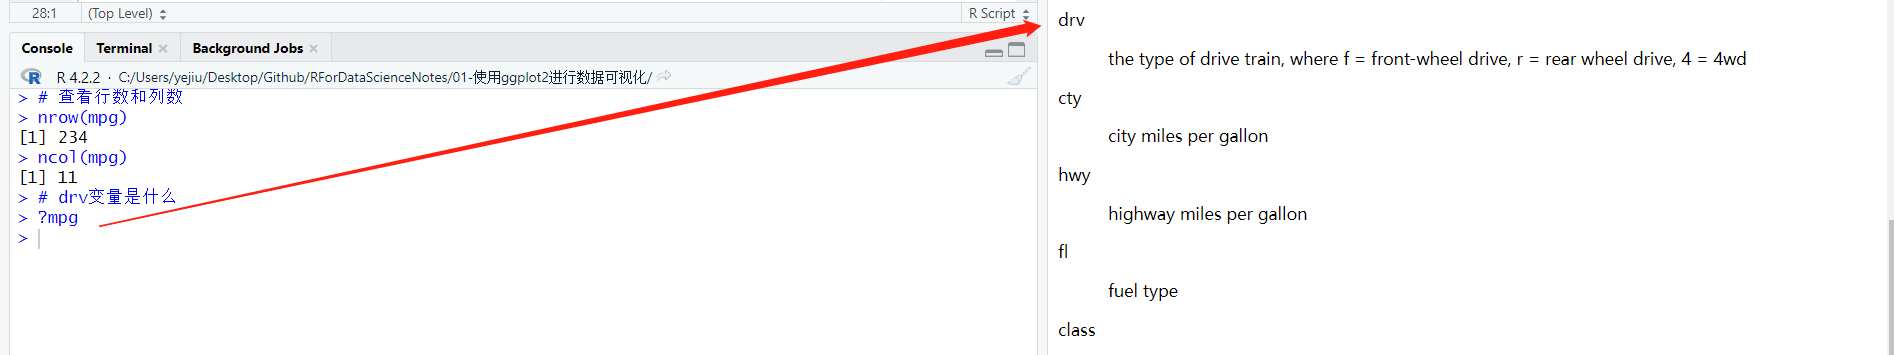 28:1 (Top Level) R Script
Console Terminal Background Jobs
R 4.2.2 · C:/Users/yejiu/Desktop/Github/RForDataScienceNotes/01-使用ggplot2进行数据可视化/
> # 查看行数和列数
> nrow(mpg)
[1] 234
> ncol(mpg)
[1] 11
> # drv变量是什么
> ?mpg
>
drv
the type of drive train, where f = front-wheel drive, r = rear wheel drive, 4 = 4wd
cty
city miles per gallon
hwy
highway miles per gallon
fl
fuel type
class